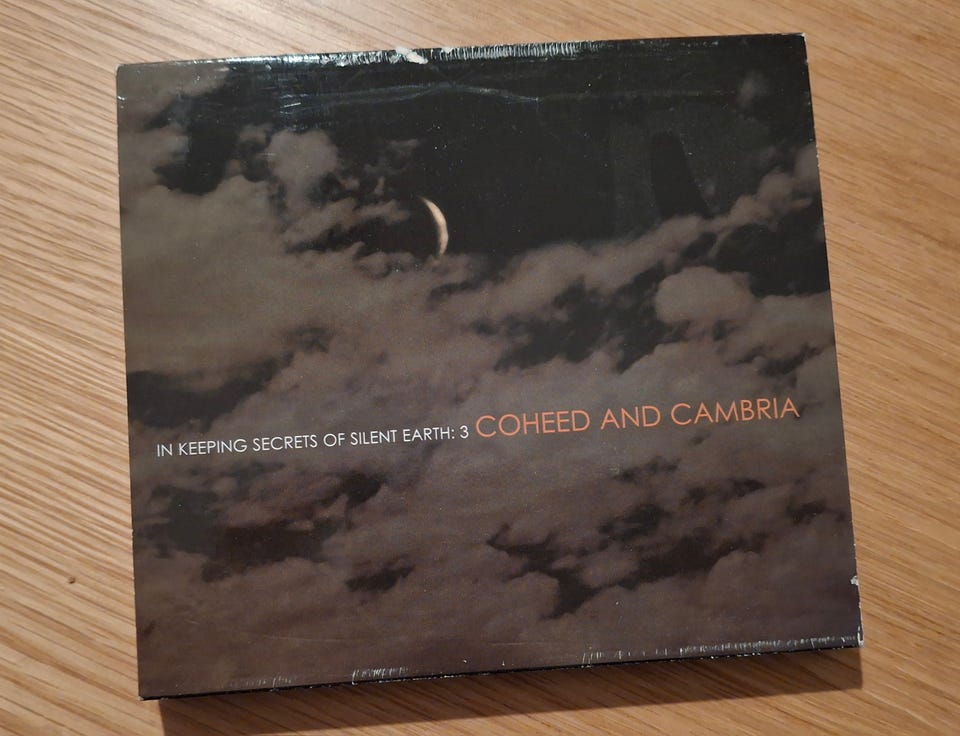 IN KEEPING SECRETS OF SILENT EARTH: 3 COHEED AND CAMBRIA